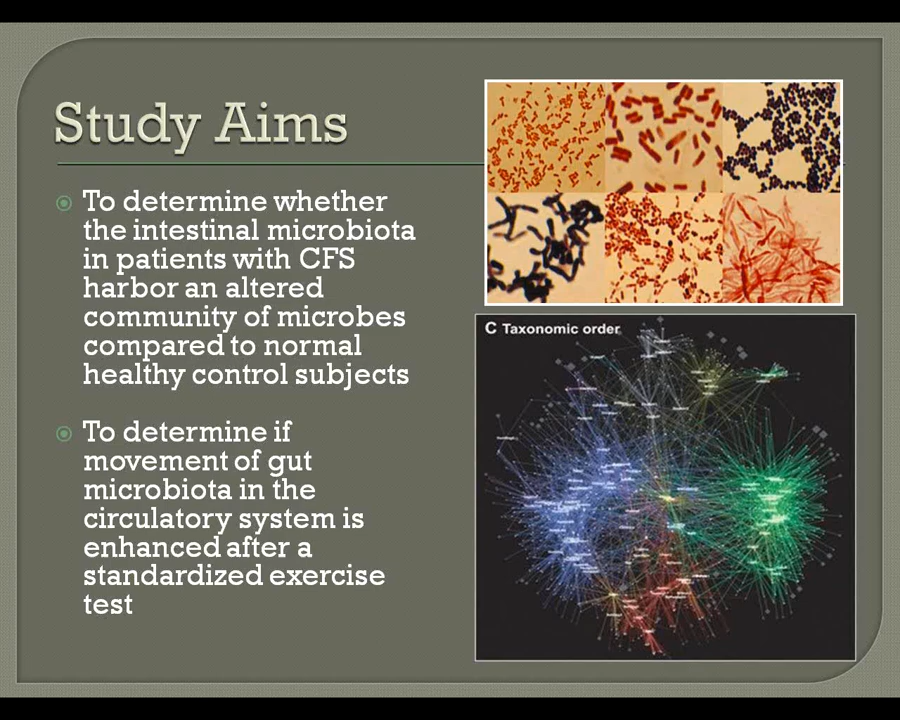 Study Aims
To determine whether
the intestinal microbiota
in patients with CFS
harbor an altered
community of microbes
compared to normal
healthy control subjects
To determine if
movement of gut
microbiota in the
circulatory system is
enhanced after a
standardized exercise
test
C Taxonomic order